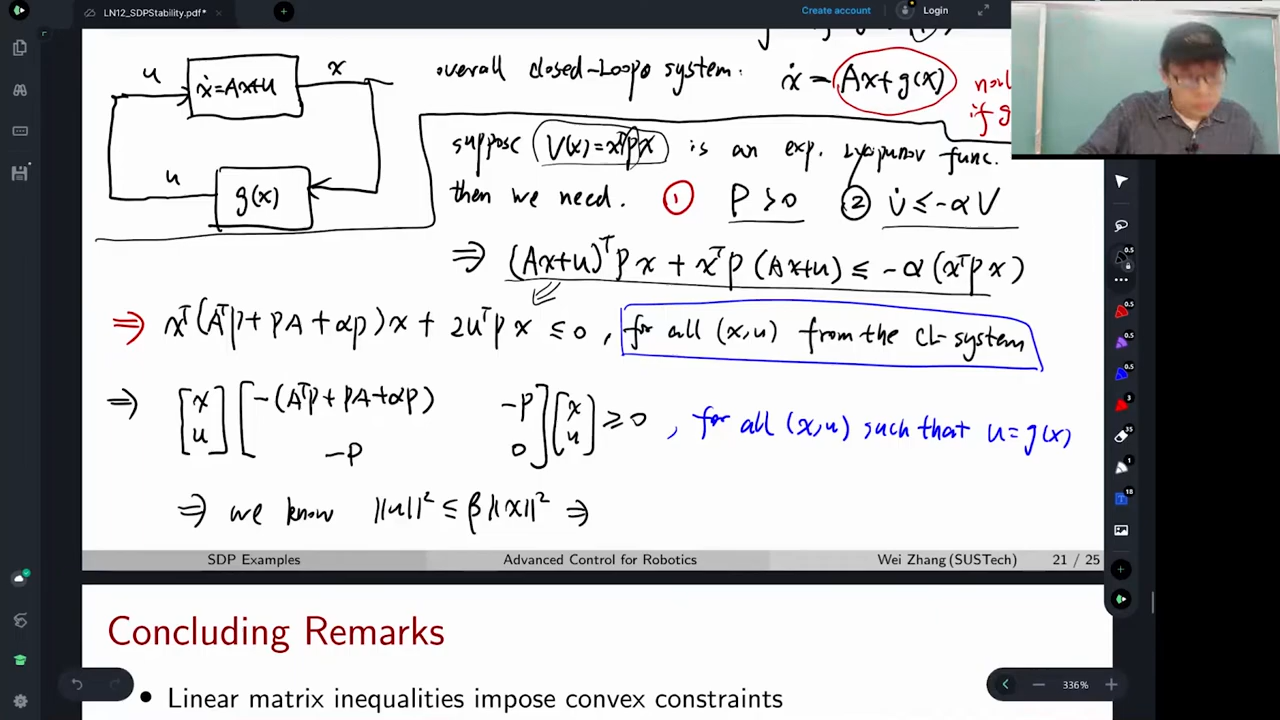 LN12_SDPStability.pdf*
Create account
Login
overall closed-Loop system: ẋ = Ax+g(x)
if g
u
ẋ=Ax+u
x
u
g(x)
suppose V(x)=xᵀPx is an exp. Lyapunov func.
then we need. ① P>0 ② V̇ ≤ -αV
⇒ (Ax+u)ᵀPx + xᵀP(Ax+u) ≤ -α(xᵀPx)
⇒ xᵀ(AᵀP+PA+αP)x + 2uᵀPx ≤0, for all (x,u) from the CL-system
⇒ [x u] [-(AᵀP+PA+αP) -P -P 0] [x u] ≥0, for all (x,u) such that u=g(x)
⇒ we know ||u||² ≤ β||x||² ⇒
SDP Examples
Advanced Control for Robotics
Wei Zhang (SUSTech)
21 / 25
Concluding Remarks
• Linear matrix inequalities impose convex constraints
336%